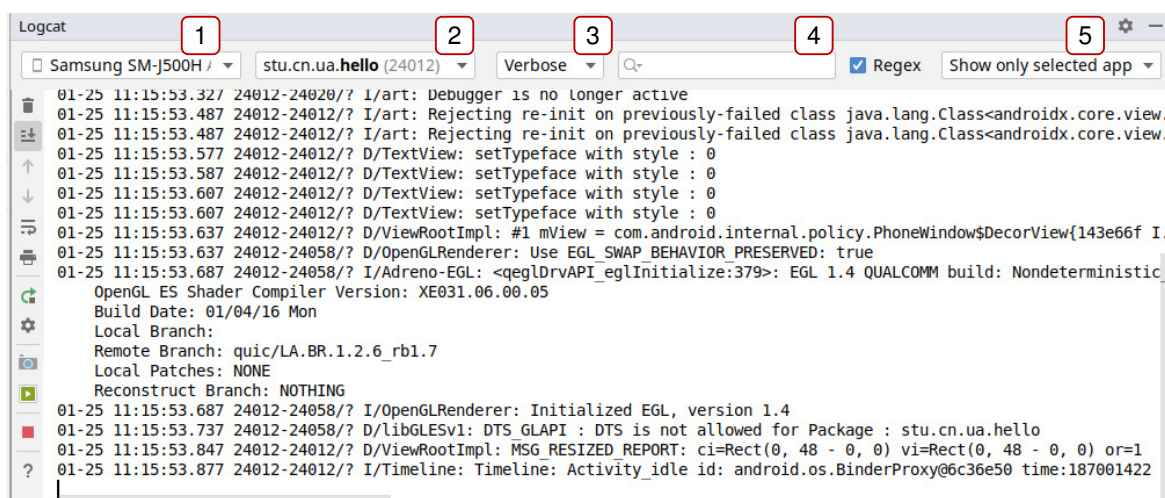 Logcat
1 2 3 4 5
Samsung SM-J500H stu.cn.ua.hello (24012) Verbose Regex Show only selected app
01-25 11:15:53.327 24012-24020/? I/art: Debugger is no longer active
01-25 11:15:53.487 24012-24012/? I/art: Rejecting re-init on previously-failed class java.lang.Class<androidx.core.view.
01-25 11:15:53.487 24012-24012/? I/art: Rejecting re-init on previously-failed class java.lang.Class<androidx.core.view.
01-25 11:15:53.577 24012-24012/? D/TextView: setTypeface with style : 0
01-25 11:15:53.587 24012-24012/? D/TextView: setTypeface with style : 0
01-25 11:15:53.607 24012-24012/? D/TextView: setTypeface with style : 0
01-25 11:15:53.607 24012-24012/? D/TextView: setTypeface with style : 0
01-25 11:15:53.637 24012-24012/? D/ViewRootImpl: #1 mView = com.android.internal.policy.PhoneWindow$DecorView{143e66f I.
01-25 11:15:53.637 24012-24058/? D/OpenGLRenderer: Use EGL_SWAP_BEHAVIOR_PRESERVED: true
01-25 11:15:53.687 24012-24058/? I/Adreno-EGL: <qeglDrvAPI_eglInitialize:379>: EGL 1.4 QUALCOMM build: Nondeterministic_
OpenGL ES Shader Compiler Version: XE031.06.00.05
Build Date: 01/04/16 Mon
Local Branch:
Remote Branch: quic/LA.BR.1.2.6_rb1.7
Local Patches: NONE
Reconstruct Branch: NOTHING
01-25 11:15:53.687 24012-24058/? I/OpenGLRenderer: Initialized EGL, version 1.4
01-25 11:15:53.737 24012-24058/? D/libGLESv1: DTS_GLAPI : DTS is not allowed for Package : stu.cn.ua.hello
01-25 11:15:53.847 24012-24012/? D/ViewRootImpl: MSG_RESIZED_REPORT: ci=Rect(0, 48 - 0, 0) vi=Rect(0, 48 - 0, 0) or=1
01-25 11:15:53.877 24012-24012/? I/Timeline: Timeline: Activity_idle id: android.os.BinderProxy@6c36e50 time:187001422